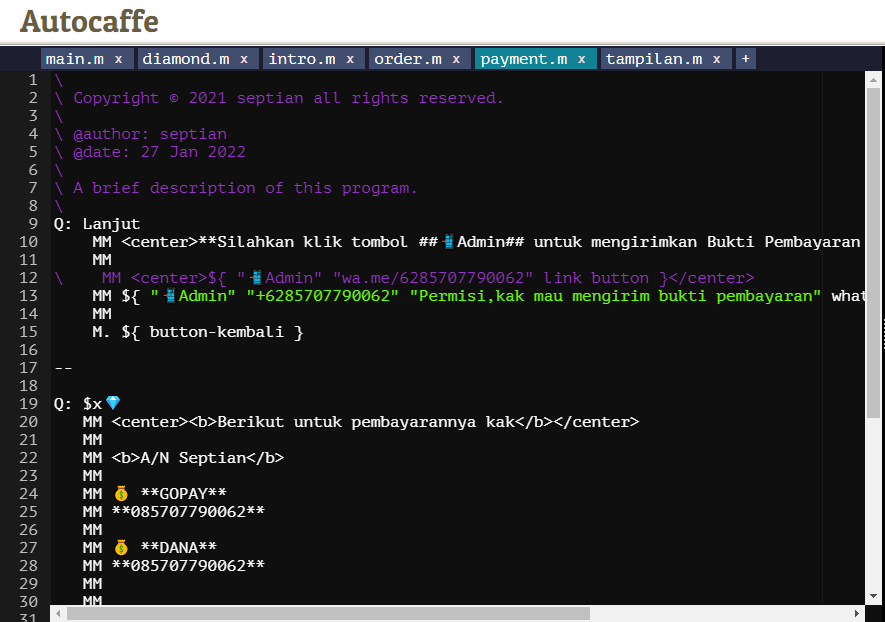 Autocaffe
main.m x diamond.m x intro.m x order.m x payment.m x tampilan.m x +
1 \
2 \ Copyright © 2021 septian all rights reserved.
3 \
4 \ @author: septian
5 \ @date: 27 Jan 2022
6 \
7 \ A brief description of this program.
8 \
9 Q: Lanjut
10 MM <center>**Silahkan klik tombol ##📲Admin## untuk mengirimkan Bukti Pembayaran
11 MM
12 \ MM <center>${ "📲Admin" "wa.me/6285707790062" link button }</center>
13 MM ${ "📲Admin" "+6285707790062" "Permisi,kak mau mengirim bukti pembayaran" what
14 MM
15 M. ${ button-kembali }
16
17 --
18
19 Q: $x💎
20 MM <center><b>Berikut untuk pembayarannya kak</b></center>
21 MM
22 MM <b>A/N Septian</b>
23 MM
24 MM 💰 **GOPAY**
25 MM **085707790062**
26 MM
27 MM 💰 **DANA**
28 MM **085707790062**
29 MM
30 MM
31